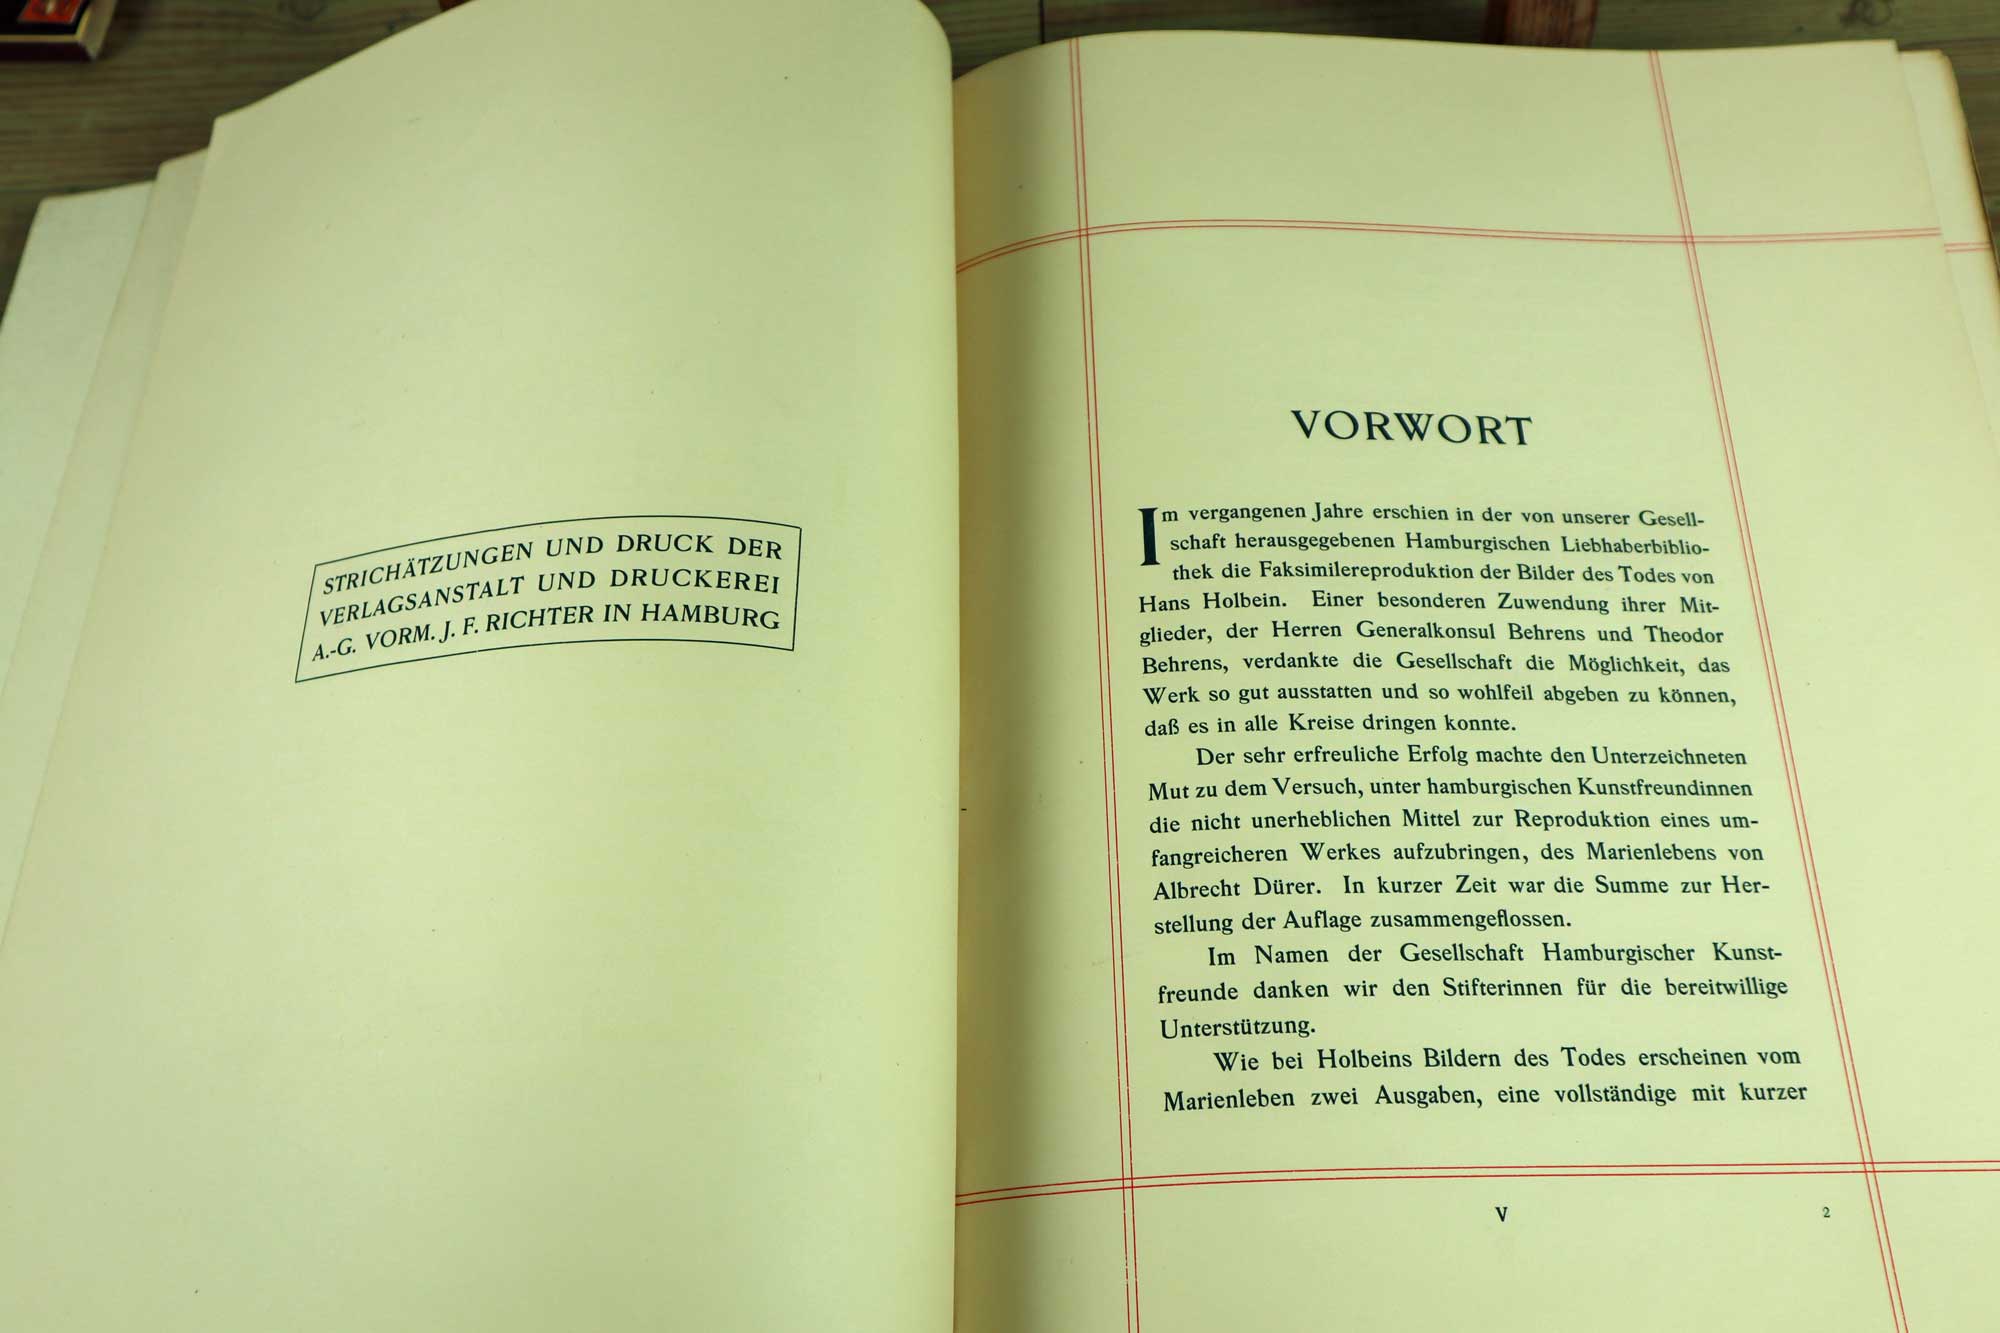 STRICHÄTZUNGEN UND DRUCK DER
VERLAGSANSTALT UND DRUCKEREI
A.-G. VORM. J. F. RICHTER IN HAMBURG
VORWORT
Im vergangenen Jahre erschien in der von unserer Gesell-
schaft herausgegebenen Hamburgischen Liebhaberbiblio-
thek die Faksimilereproduktion der Bilder des Todes von
Hans Holbein. Einer besonderen Zuwendung ihrer Mit-
glieder, der Herren Generalkonsul Behrens und Theodor
Behrens, verdankte die Gesellschaft die Möglichkeit, das
Werk so gut ausstatten und so wohlfeil abgeben zu können,
daß es in alle Kreise dringen konnte.
Der sehr erfreuliche Erfolg machte den Unterzeichneten
Mut zu dem Versuch, unter hamburgischen Kunstfreundinnen
die nicht unerheblichen Mittel zur Reproduktion eines um-
fangreicheren Werkes aufzubringen, des Marienlebens von
Albrecht Dürer. In kurzer Zeit war die Summe zur Her-
stellung der Auflage zusammengeflossen.
Im Namen der Gesellschaft Hamburgischer Kunst-
freunde danken wir den Stifterinnen für die bereitwillige
Unterstützung.
Wie bei Holbeins Bildern des Todes erscheinen vom
Marienleben zwei Ausgaben, eine vollständige mit kurzer
V 2